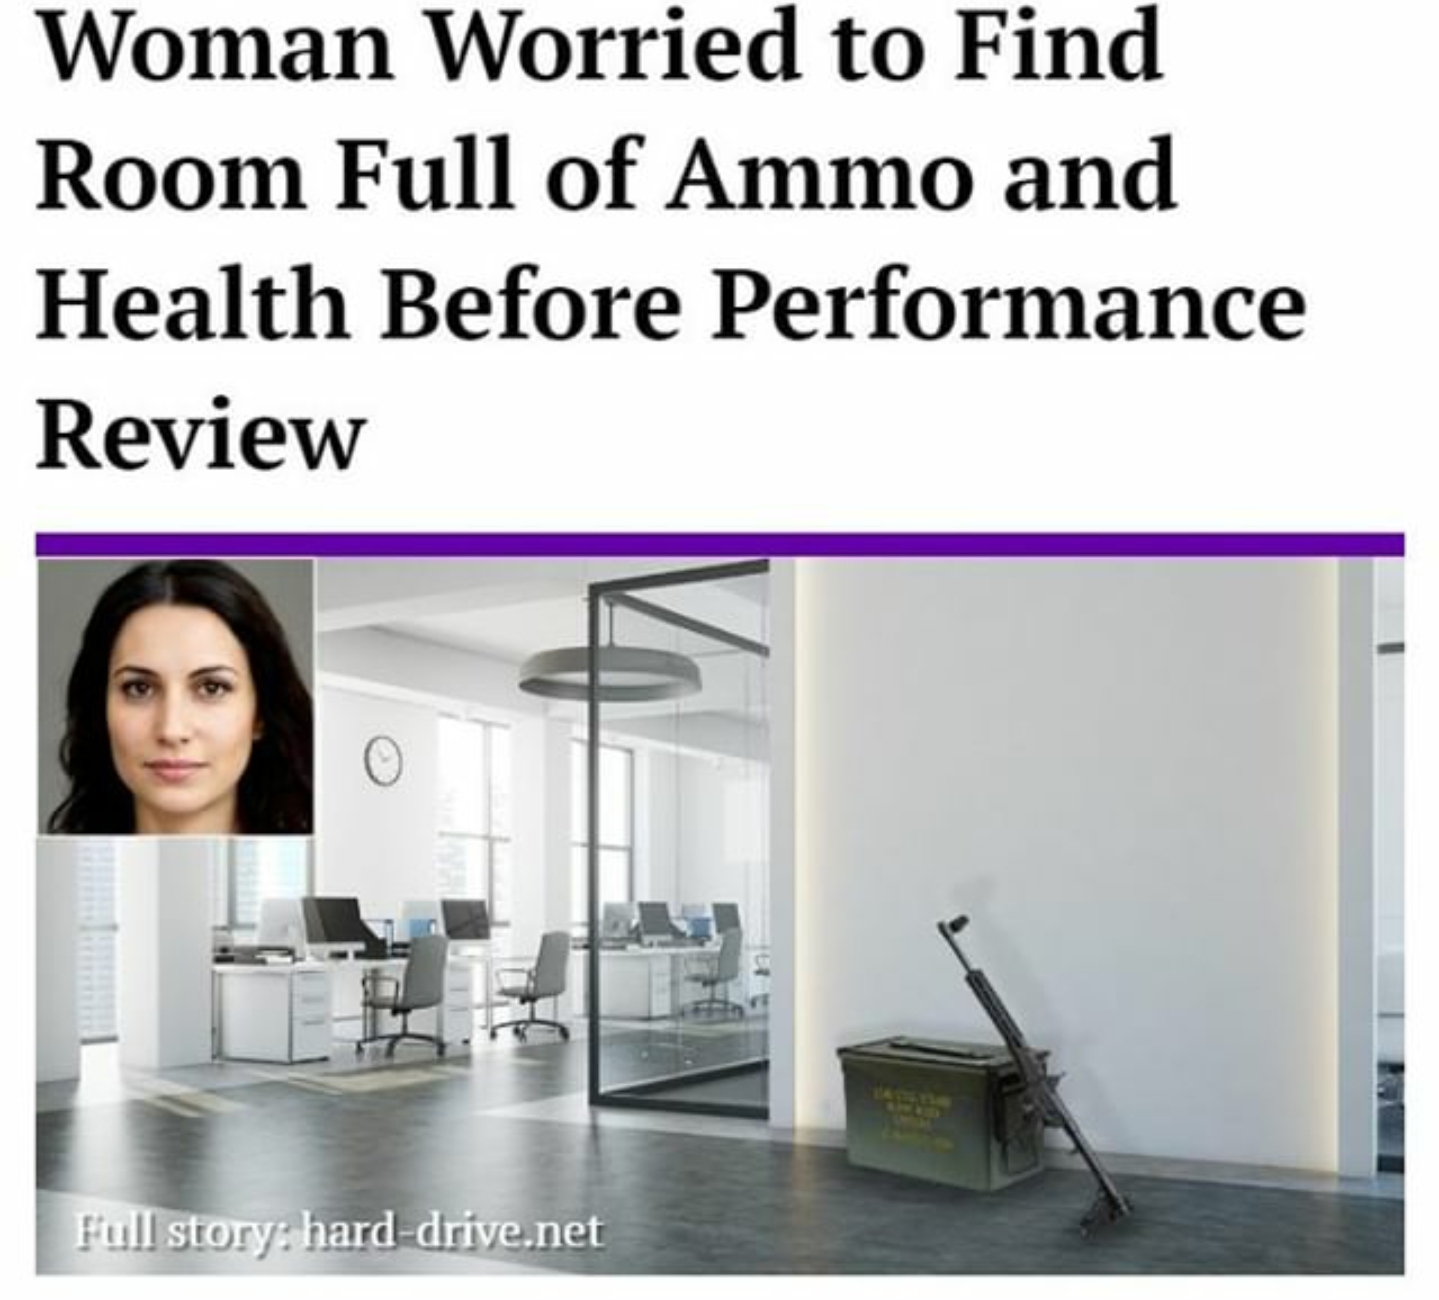 Woman Worried to Find
Room Full of Ammo and
Health Before Performance
Review
Full story: hard-drive.net